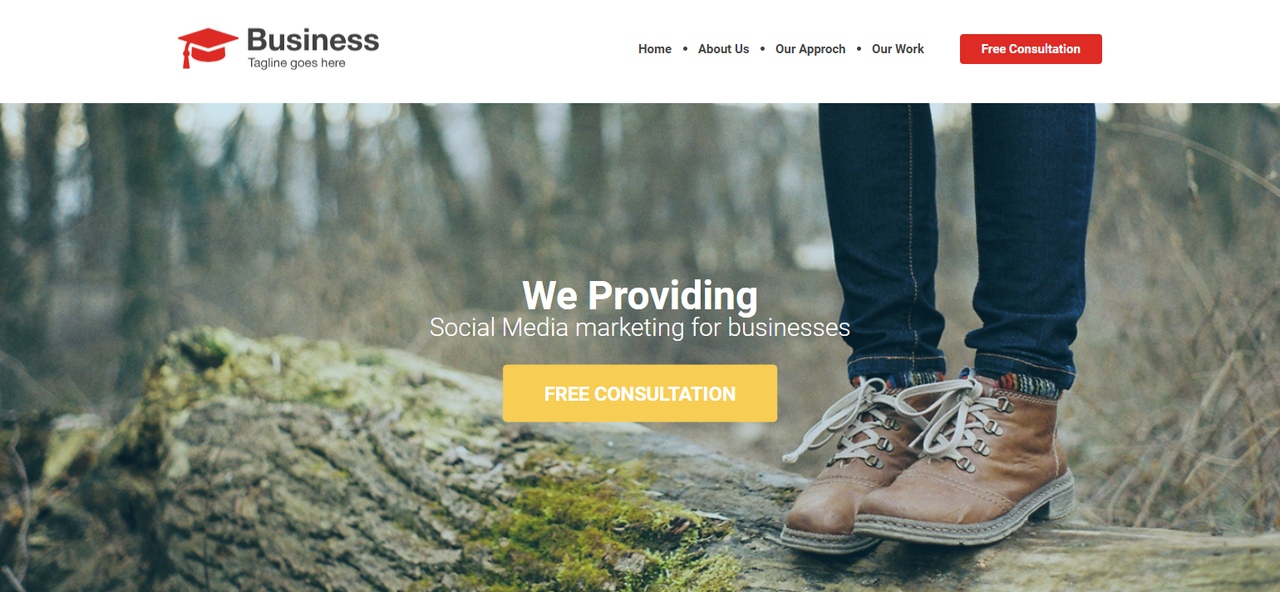 Business
Tagline goes here
Home • About Us • Our Approch • Our Work
Free Consultation
We Providing
Social Media marketing for businesses
FREE CONSULTATION